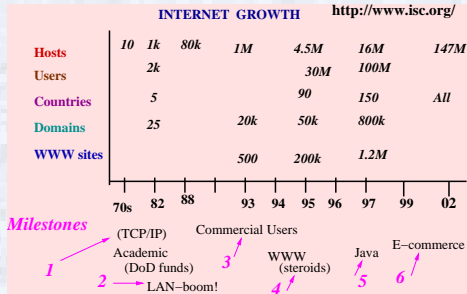 INTERNET GROWTH http://www.isc.org/
Hosts 10 1k 80k 1M 4.5M 16M 147M
Users 2k 30M 100M
Countries 5 90 150 All
Domains 25 20k 50k 800k
WWW sites 500 200k 1.2M
70s 82 88 93 94 95 96 97 99 02
Milestones
(TCP/IP) Commercial Users
Academic WWW Java E-commerce
(DoD funds) (steroids)
1 2 LAN-boom! 3 4 5 6